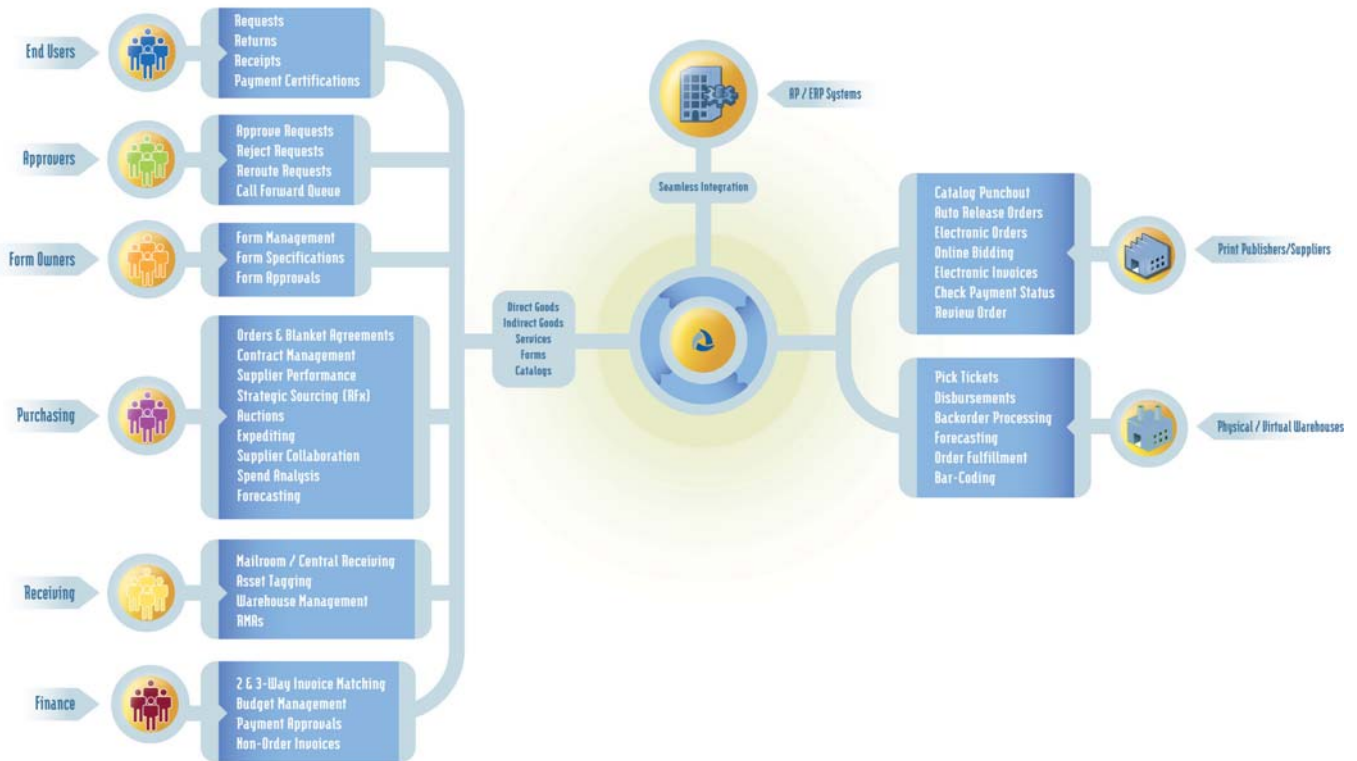 End Users
Requests
Returns
Receipts
Payment Certifications
Approvers
Approve Requests
Reject Requests
Reroute Requests
Call Forward Queue
Form Owners
Form Management
Form Specifications
Form Approvals
Purchasing
Orders & Blanket Agreements
Contract Management
Supplier Performance
Strategic Sourcing (RFx)
Auctions
Expediting
Supplier Collaboration
Spend Analysis
Forecasting
Receiving
Mailroom / Central Receiving
Asset Tagging
Warehouse Management
RMAs
Finance
2 & 3-Way Invoice Matching
Budget Management
Payment Approvals
Non-Order Invoices
Direct Goods
Indirect Goods
Services
Forms
Catalogs
AP / ERP Systems
Seamless Integration
Catalog Punchout
Auto Release Orders
Electronic Orders
Online Bidding
Electronic Invoices
Check Payment Status
Review Order
Print Publishers/Suppliers
Pick Tickets
Disbursements
Backorder Processing
Forecasting
Order Fulfillment
Bar-Coding
Physical / Virtual Warehouses